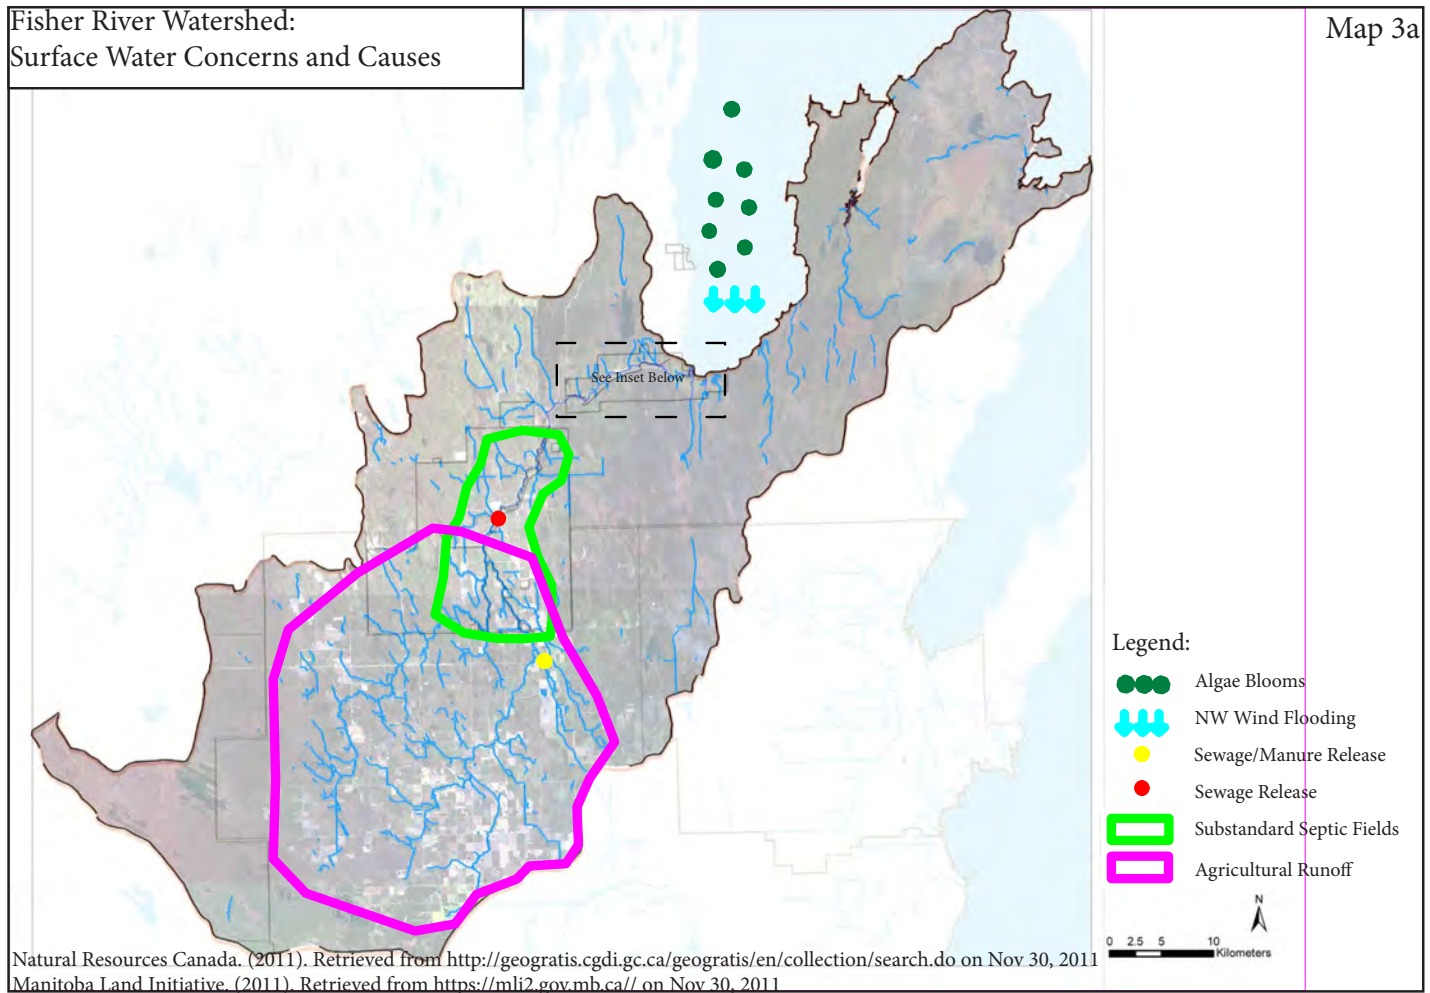 Fisher River Watershed:
Surface Water Concerns and Causes
Map 3a
See Inset Below
Legend:
Algae Blooms
NW Wind Flooding
Sewage/Manure Release
Sewage Release
Substandard Septic Fields
Agricultural Runoff
N
0 2.5 5 10
Kilometers
Natural Resources Canada. (2011). Retrieved from http://geogratis.cgdi.gc.ca/geogratis/en/collection/search.do on Nov 30, 2011
Manitoba Land Initiative. (2011). Retrieved from https://mli2.gov.mb.ca// on Nov 30, 2011